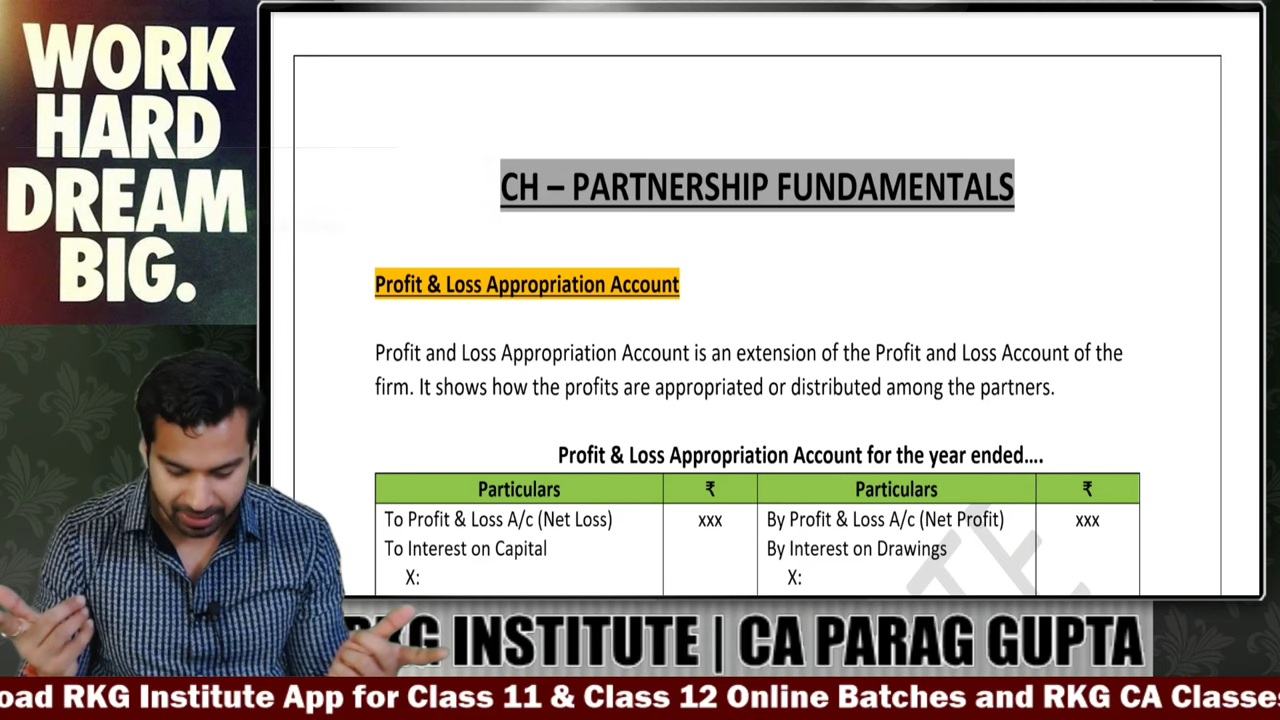 WORK
HARD
DREAM
BIG.
CH – PARTNERSHIP FUNDAMENTALS
Profit & Loss Appropriation Account
Profit and Loss Appropriation Account is an extension of the Profit and Loss Account of the
firm. It shows how the profits are appropriated or distributed among the partners.
Profit & Loss Appropriation Account for the year ended….
Particulars ₹ Particulars ₹
To Profit & Loss A/c (Net Loss) xxx By Profit & Loss A/c (Net Profit) xxx
To Interest on Capital By Interest on Drawings
X: X:
RKG INSTITUTE | CA PARAG GUPTA
oad RKG Institute App for Class 11 & Class 12 Online Batches and RKG CA Classes